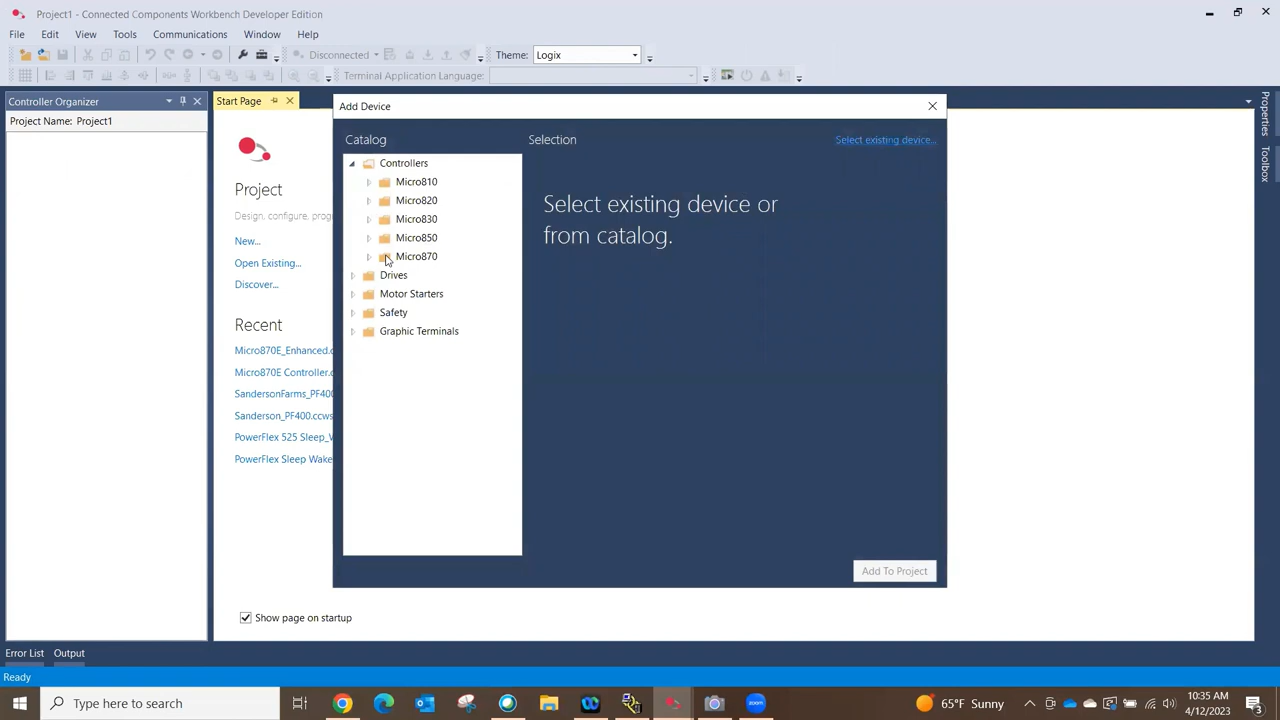 Project1 - Connected Components Workbench Developer Edition
File Edit View Tools Communications Window Help
Disconnected Theme: Logix
Terminal Application Language:
Controller Organizer
Project Name: Project1
Start Page
Project
Design, configure, prog
New...
Open Existing...
Discover...
Recent
Micro870E_Enhanced.c
Micro870E Controller.c
SandersonFarms_PF400
Sanderson_PF400.ccws
PowerFlex 525 Sleep_W
PowerFlex Sleep Wake
Show page on startup
Add Device
Catalog
Controllers
Micro810
Micro820
Micro830
Micro850
Micro870
Drives
Motor Starters
Safety
Graphic Terminals
Selection
Select existing device...
Select existing device or
from catalog.
Add To Project
Properties
Toolbox
Error List Output
Ready
Type here to search
zoom
65°F Sunny
10:35 AM
4/12/2023
3